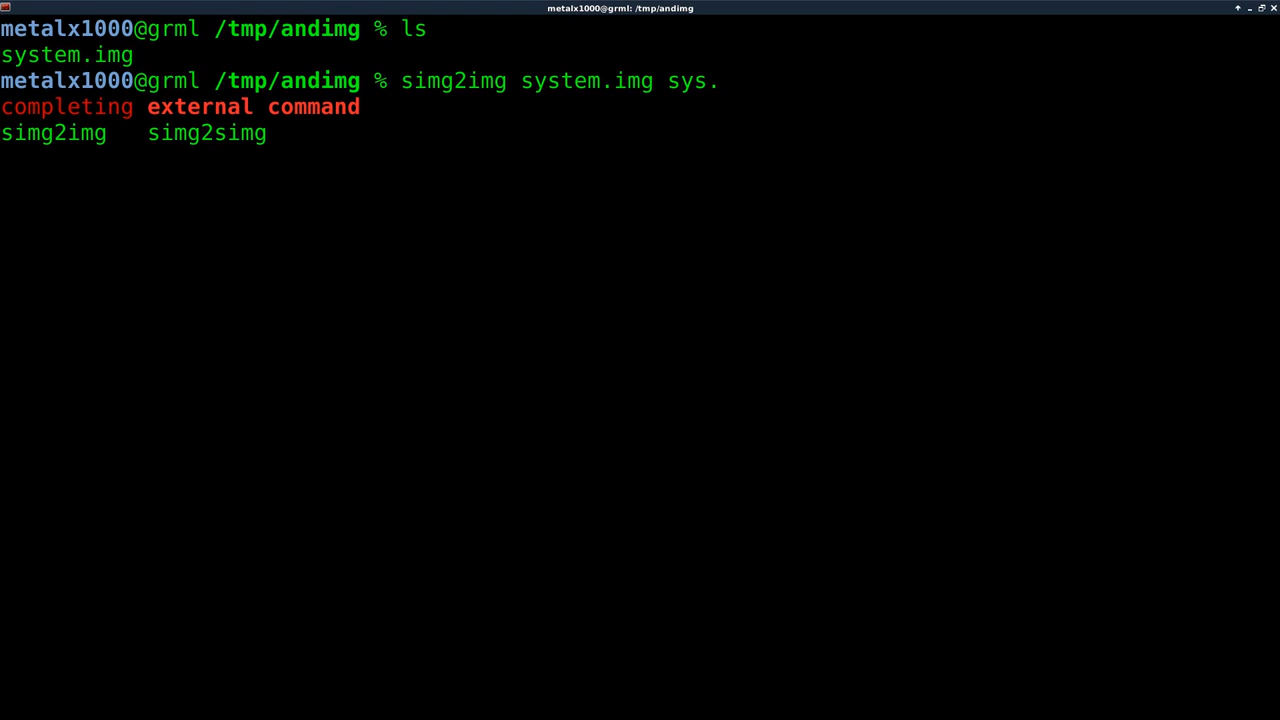 metalx1000@grml: /tmp/andimg
metalx1000@grml /tmp/andimg % ls
system.img
metalx1000@grml /tmp/andimg % simg2img system.img sys.
completing external command
simg2img simg2simg